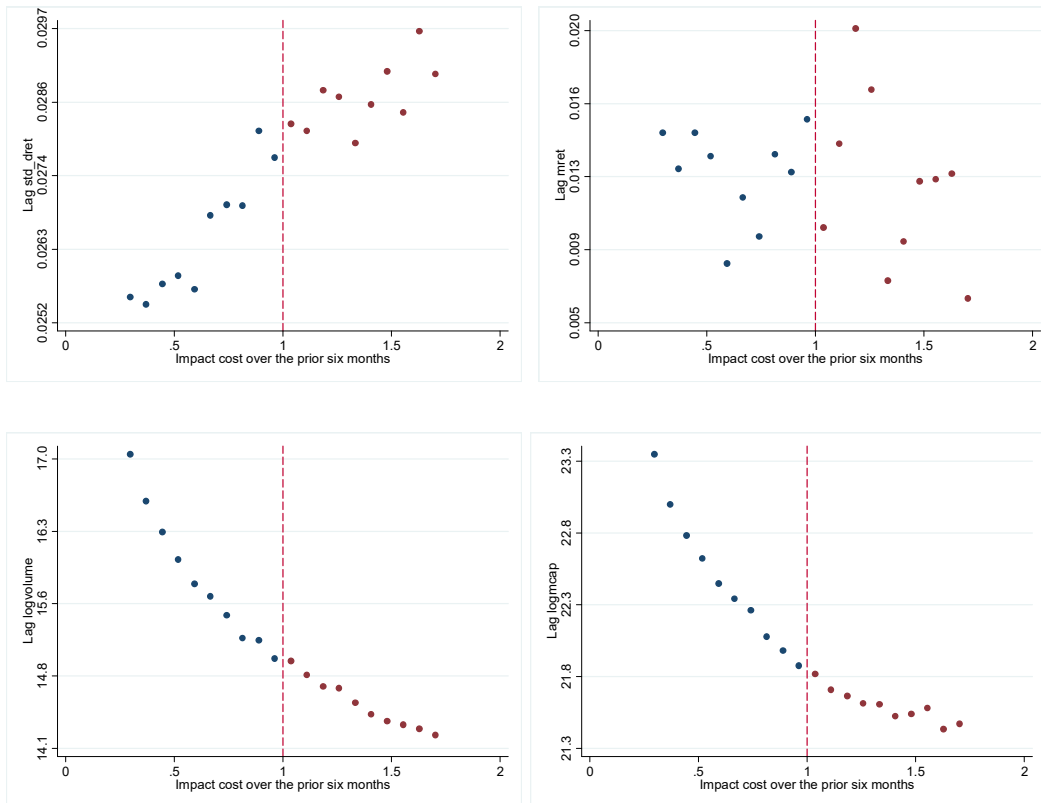 Lag std_dret
0.0297
0.0286
0.0274
0.0263
0.0252
0 .5 1 1.5 2
Impact cost over the prior six months
Lag mret
0.020
0.016
0.013
0.009
0.005
0 .5 1 1.5 2
Impact cost over the prior six months
Lag logvolume
17.0
16.3
15.6
14.8
14.1
0 .5 1 1.5 2
Impact cost over the prior six months
Lag logmcap
23.3
22.8
22.3
21.8
21.3
0 .5 1 1.5 2
Impact cost over the prior six months